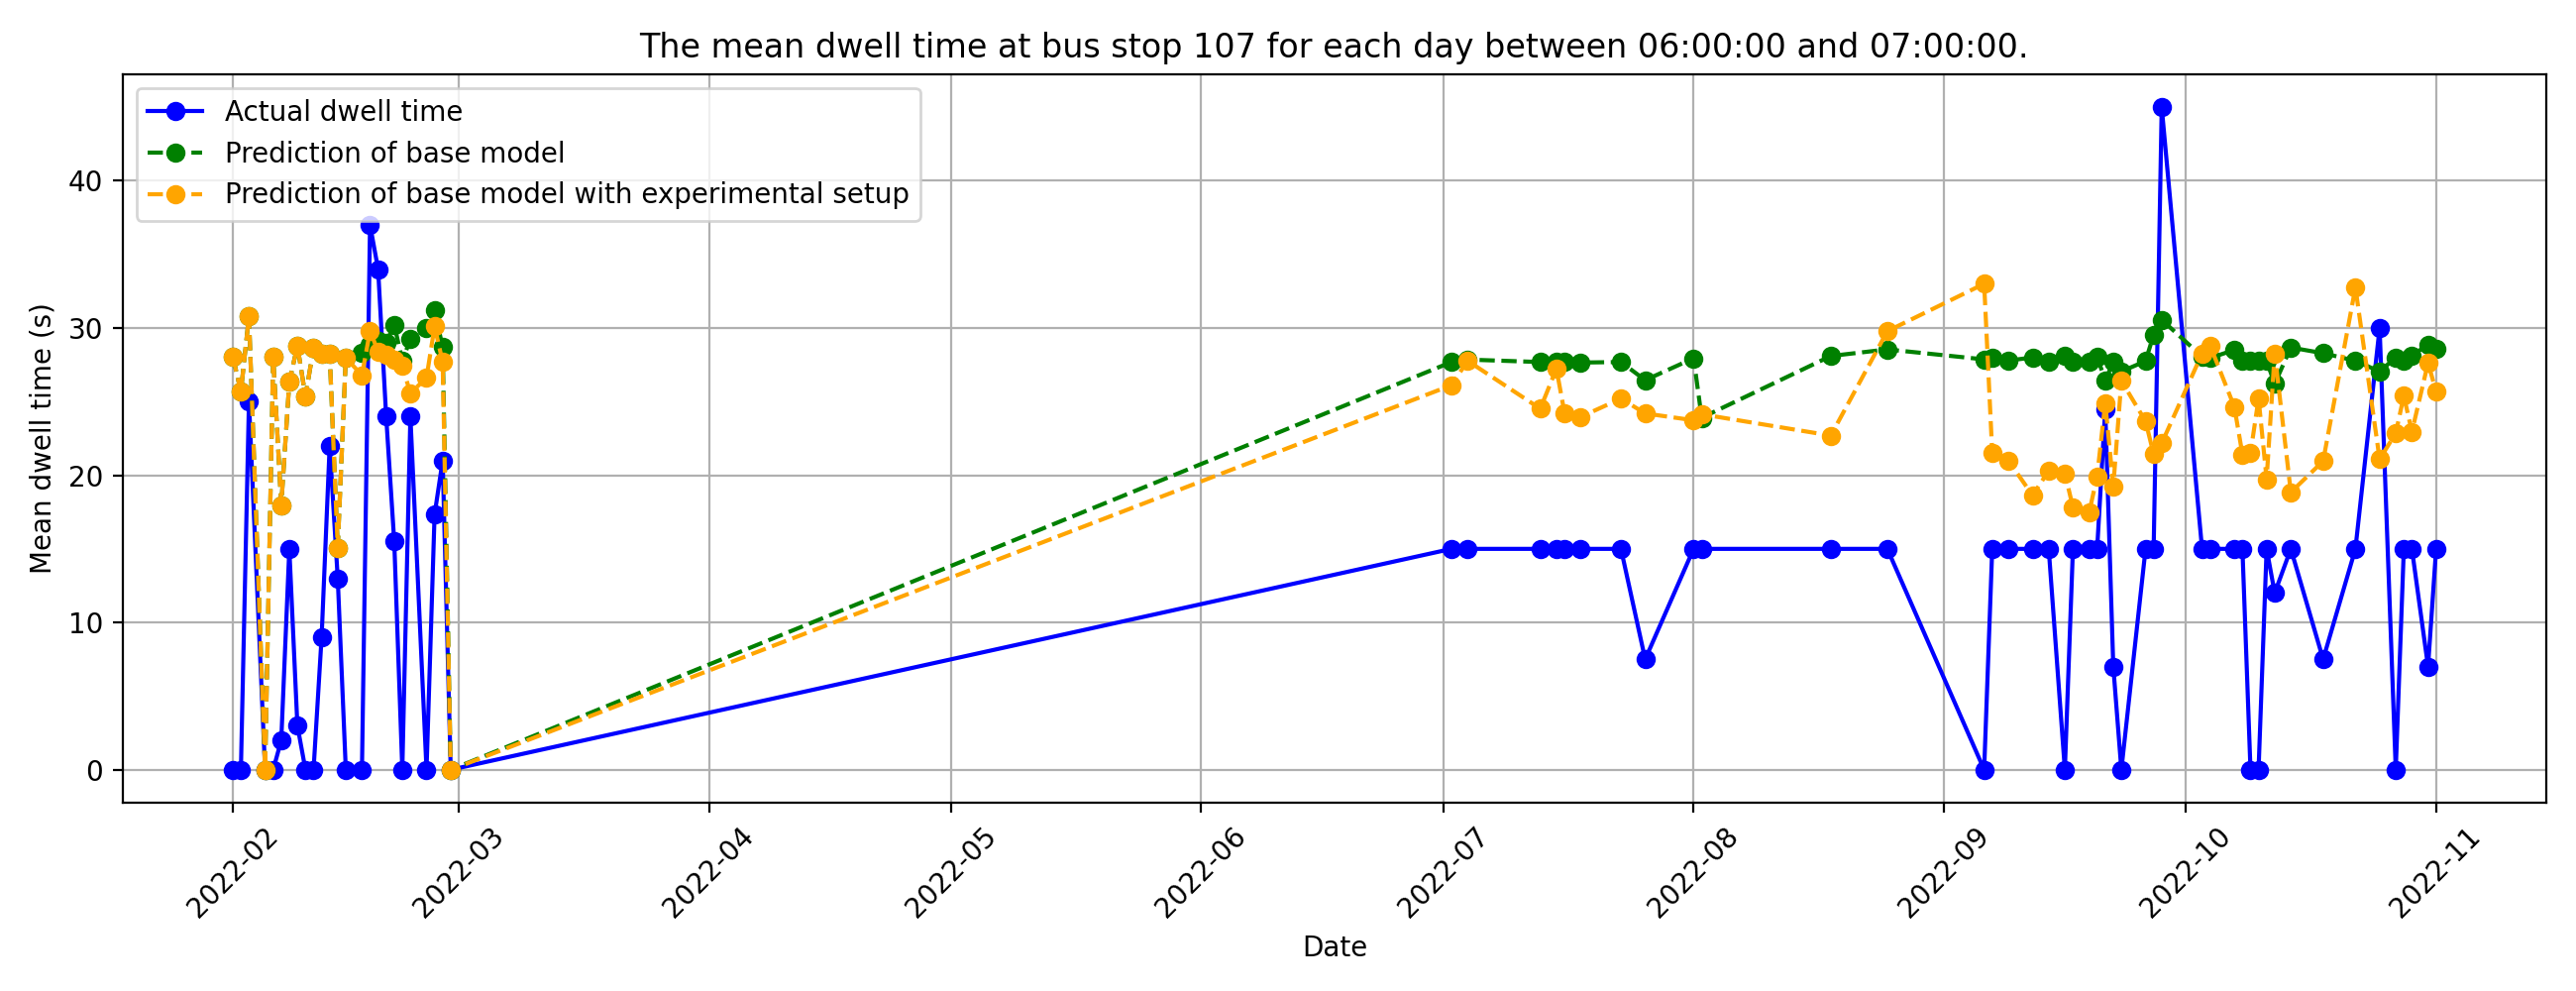 The mean dwell time at bus stop 107 for each day between 06:00:00 and 07:00:00.
Actual dwell time
Prediction of base model
Prediction of base model with experimental setup
Mean dwell time (s)
40
30
20
10
0
2022-02
2022-03
2022-04
2022-05
2022-06
2022-07
2022-08
2022-09
2022-10
2022-11
Date